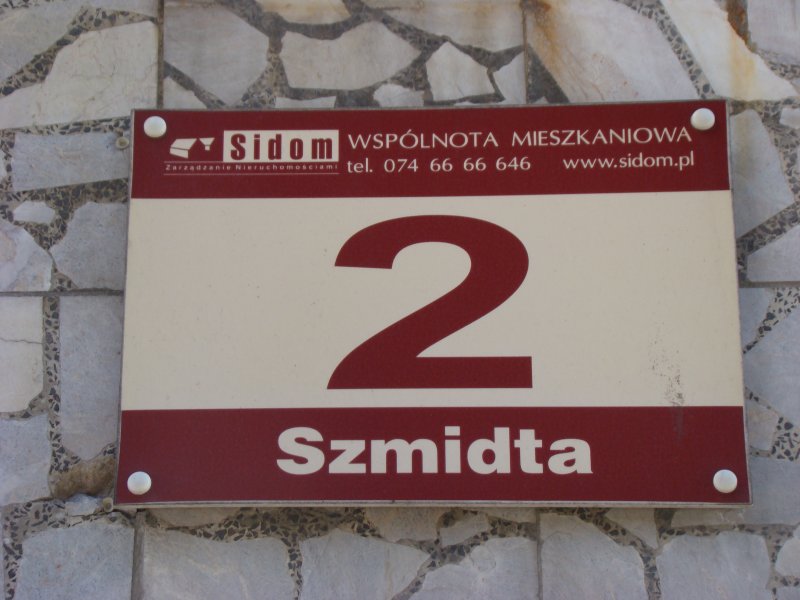 Sidom
Zarządzanie Nieruchomościami
WSPÓLNOTA MIESZKANIOWA
tel. 074 66 66 646 www.sidom.pl
2
Szmidta